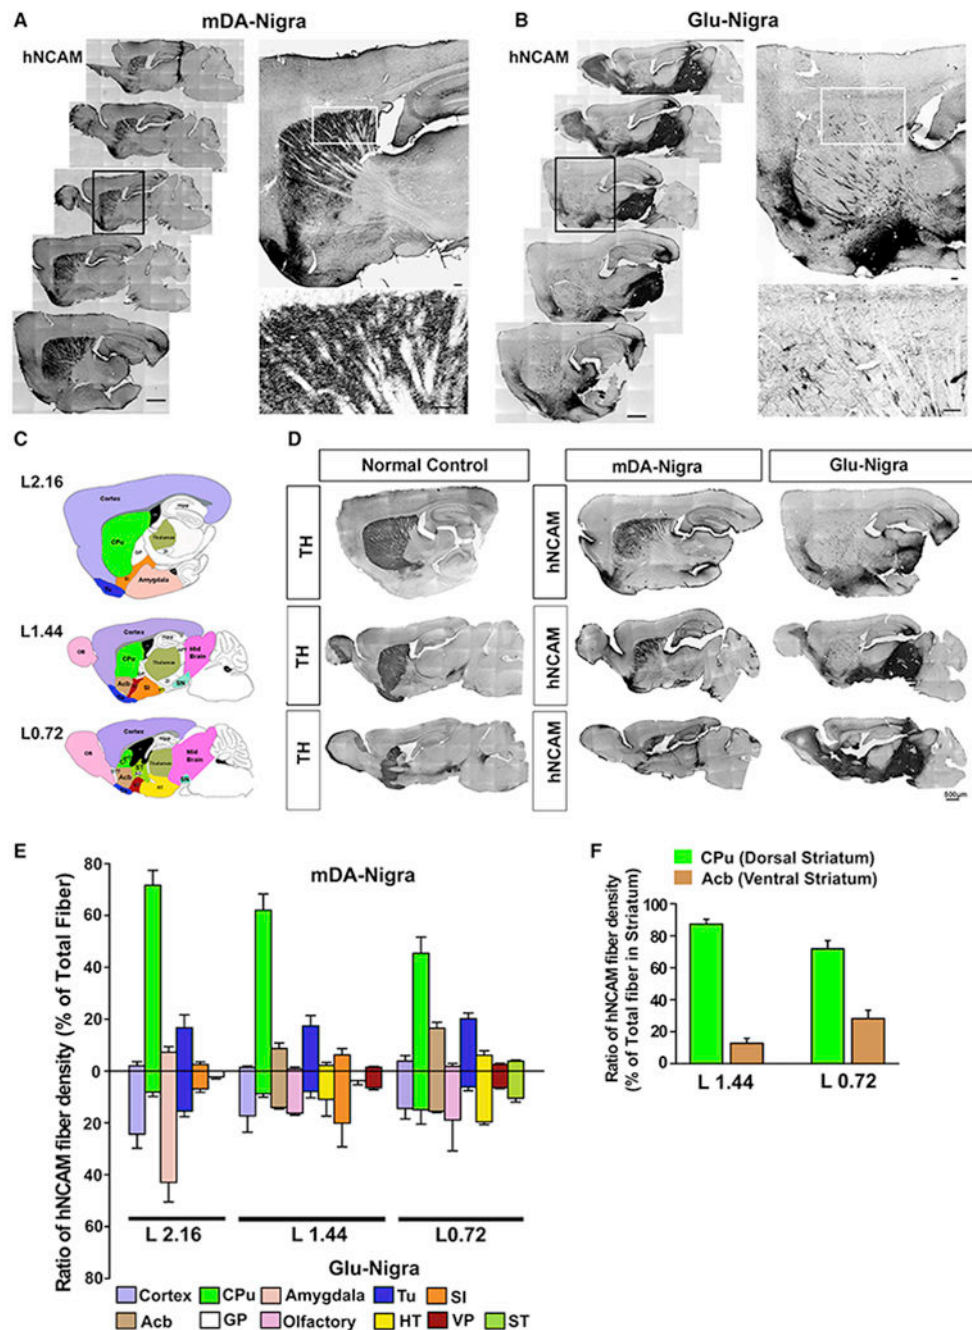 A
mDA-Nigra
hNCAM
B
Glu-Nigra
hNCAM
C
L2.16
Cortex
CPu
Thalamus
Amygdala
L1.44
OB
Cortex
CPu
Thalamus
Mid
Brain
Acb
SI
SN
L0.72
OB
Cortex
Thalamus
Mid
Brain
Acb
HT
SN
D
Normal Control
mDA-Nigra
Glu-Nigra
TH
hNCAM
TH
hNCAM
TH
hNCAM
500µm
E
mDA-Nigra
Ratio of hNCAM fiber density (% of Total Fiber)
80
60
40
20
0
20
40
60
80
L 2.16
L 1.44
L0.72
Glu-Nigra
Cortex
CPu
Amygdala
Tu
SI
Acb
GP
Olfactory
HT
VP
ST
F
CPu (Dorsal Striatum)
Acb (Ventral Striatum)
Ratio of hNCAM fiber density
(% of Total fiber in Striatum)
100
80
60
40
20
0
L 1.44
L 0.72